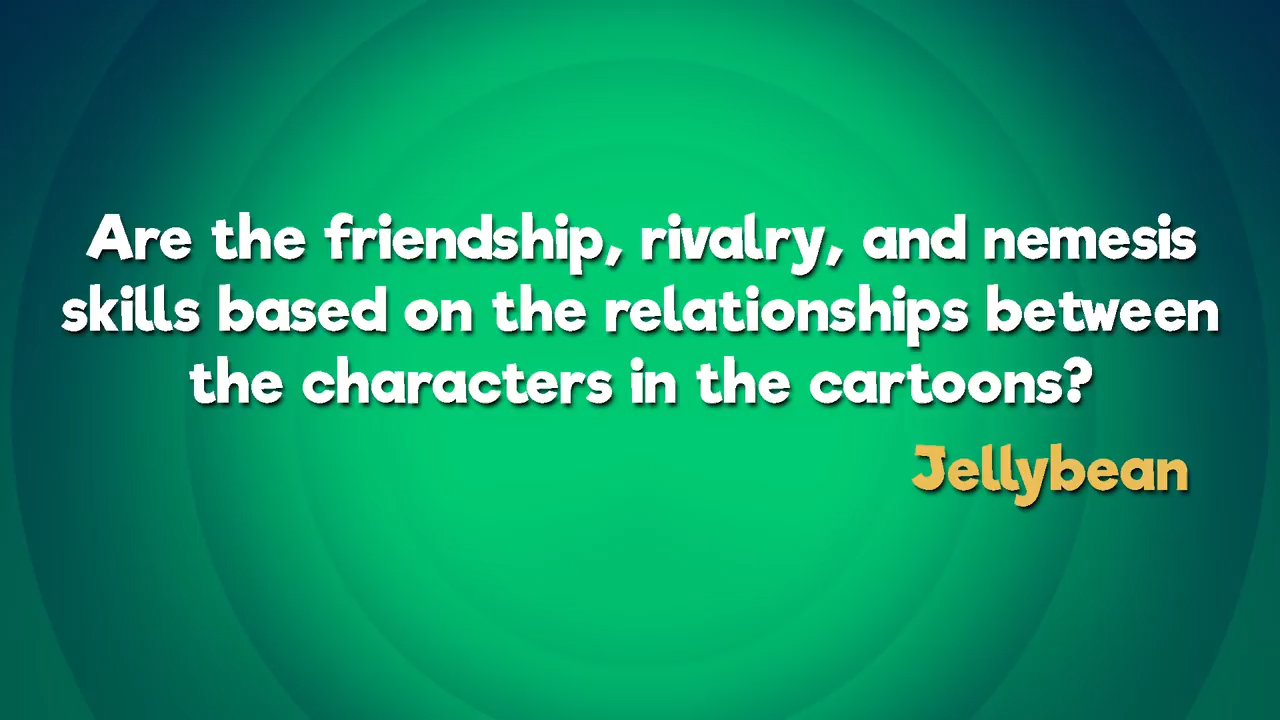 Are the friendship, rivalry, and nemesis
skills based on the relationships between
the characters in the cartoons?
Jellybean